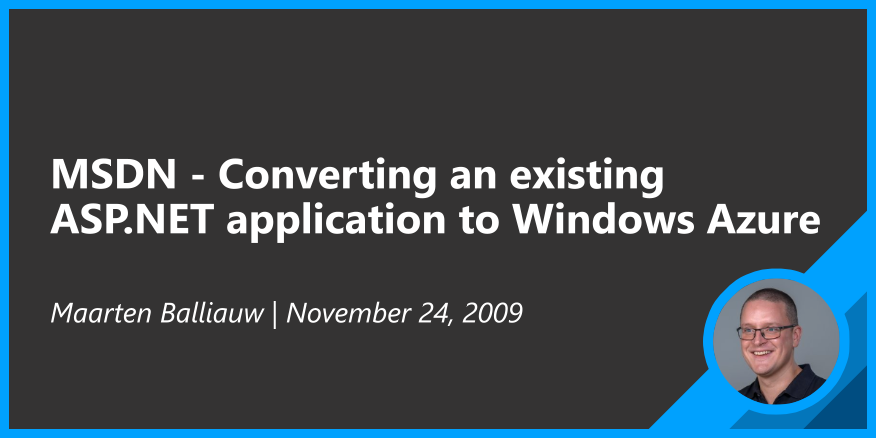 MSDN - Converting an existing
ASP.NET application to Windows Azure
Maarten Balliauw | November 24, 2009